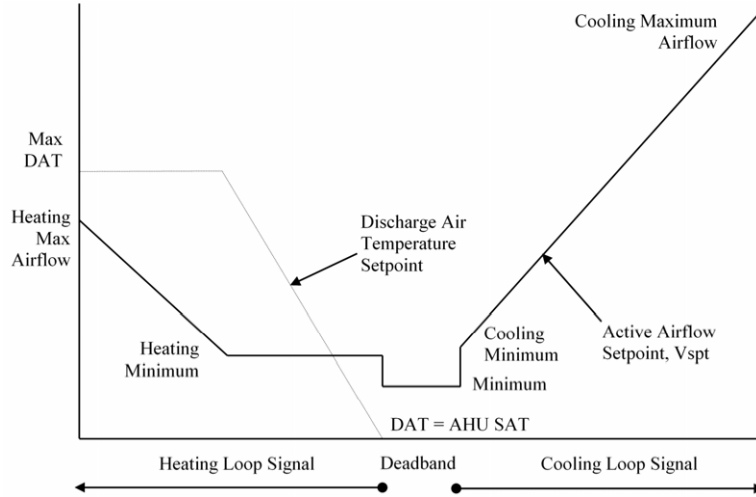 Cooling Maximum
Airflow
Max
DAT
Heating
Max
Airflow
Discharge Air
Temperature
Setpoint
Heating
Minimum
Cooling
Minimum
Active Airflow
Setpoint, Vspt
Minimum
DAT = AHU SAT
Heating Loop Signal
Deadband
Cooling Loop Signal